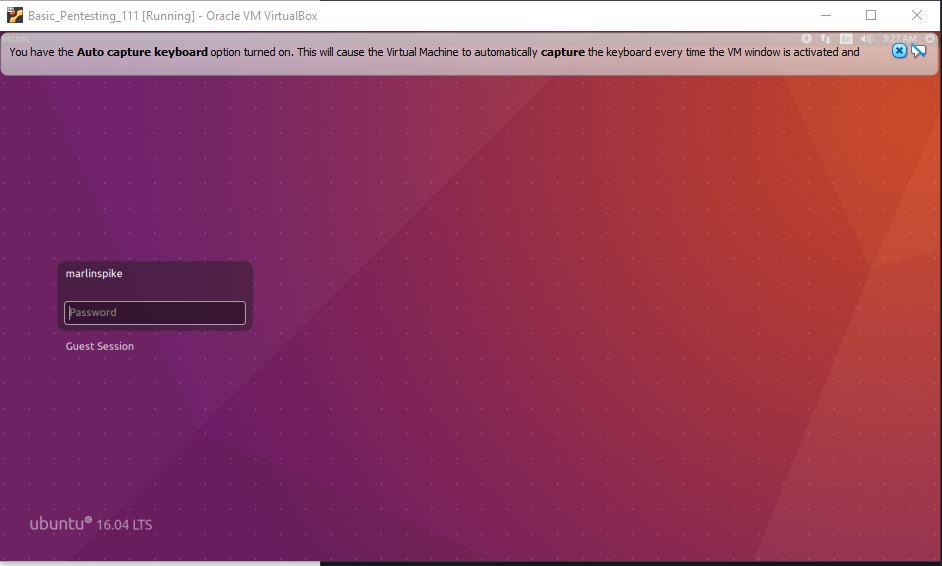 Basic_Pentesting_111 [Running] - Oracle VM VirtualBox
You have the Auto capture keyboard option turned on. This will cause the Virtual Machine to automatically capture the keyboard every time the VM window is activated and
En 3:27 AM
marlinspike
Password
Guest Session
ubuntu® 16.04 LTS